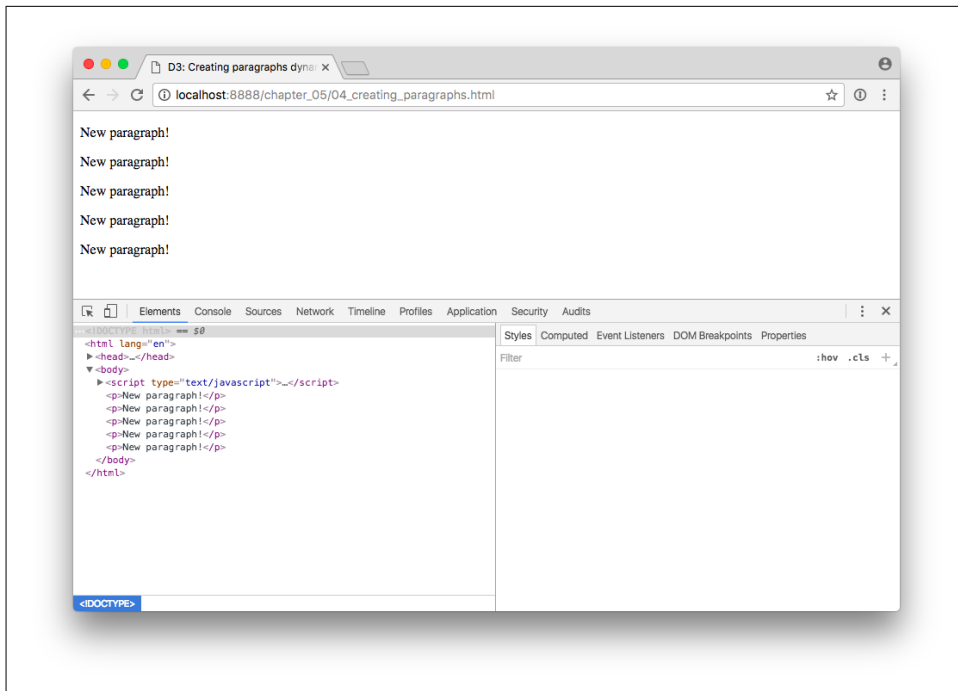 D3: Creating paragraphs dyna
localhost:8888/chapter_05/04_creating_paragraphs.html
New paragraph!
New paragraph!
New paragraph!
New paragraph!
New paragraph!
Elements Console Sources Network Timeline Profiles Application Security Audits
<!DOCTYPE html> == $0
<html lang="en">
<head>…</head>
<body>
<script type="text/javascript">…</script>
<p>New paragraph!</p>
<p>New paragraph!</p>
<p>New paragraph!</p>
<p>New paragraph!</p>
<p>New paragraph!</p>
</body>
</html>
<!DOCTYPE>
Styles Computed Event Listeners DOM Breakpoints Properties
Filter :hov .cls +